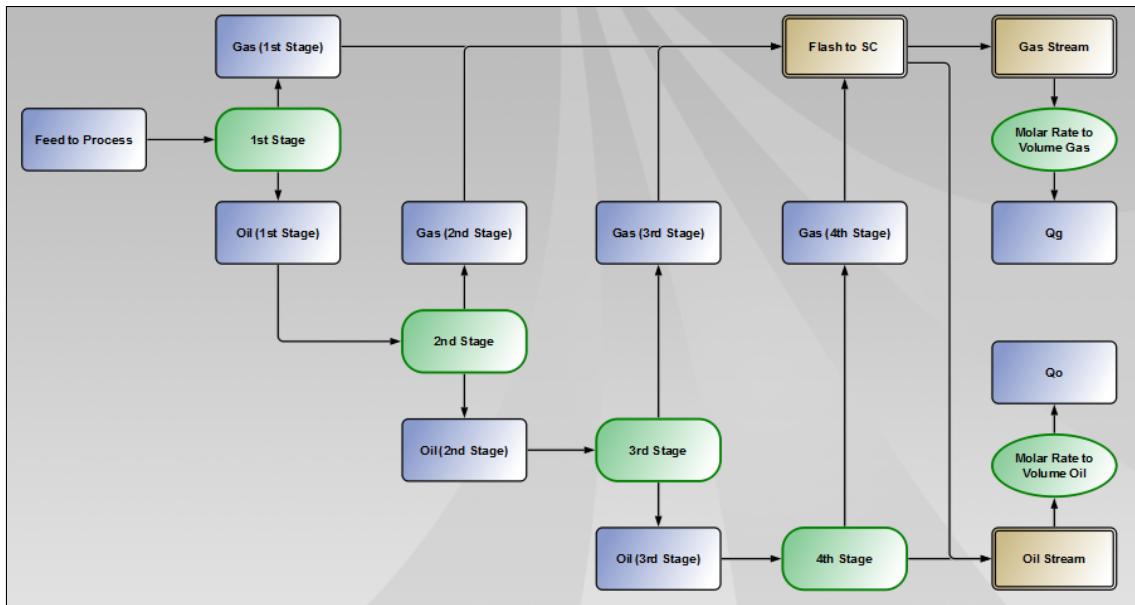 Gas (1st Stage)
Flash to SC
Gas Stream
Feed to Process
1st Stage
Molar Rate to
Volume Gas
Oil (1st Stage)
Gas (2nd Stage)
Gas (3rd Stage)
Gas (4th Stage)
Qg
2nd Stage
Qo
Oil (2nd Stage)
3rd Stage
Molar Rate to
Volume Oil
Oil (3rd Stage)
4th Stage
Oil Stream